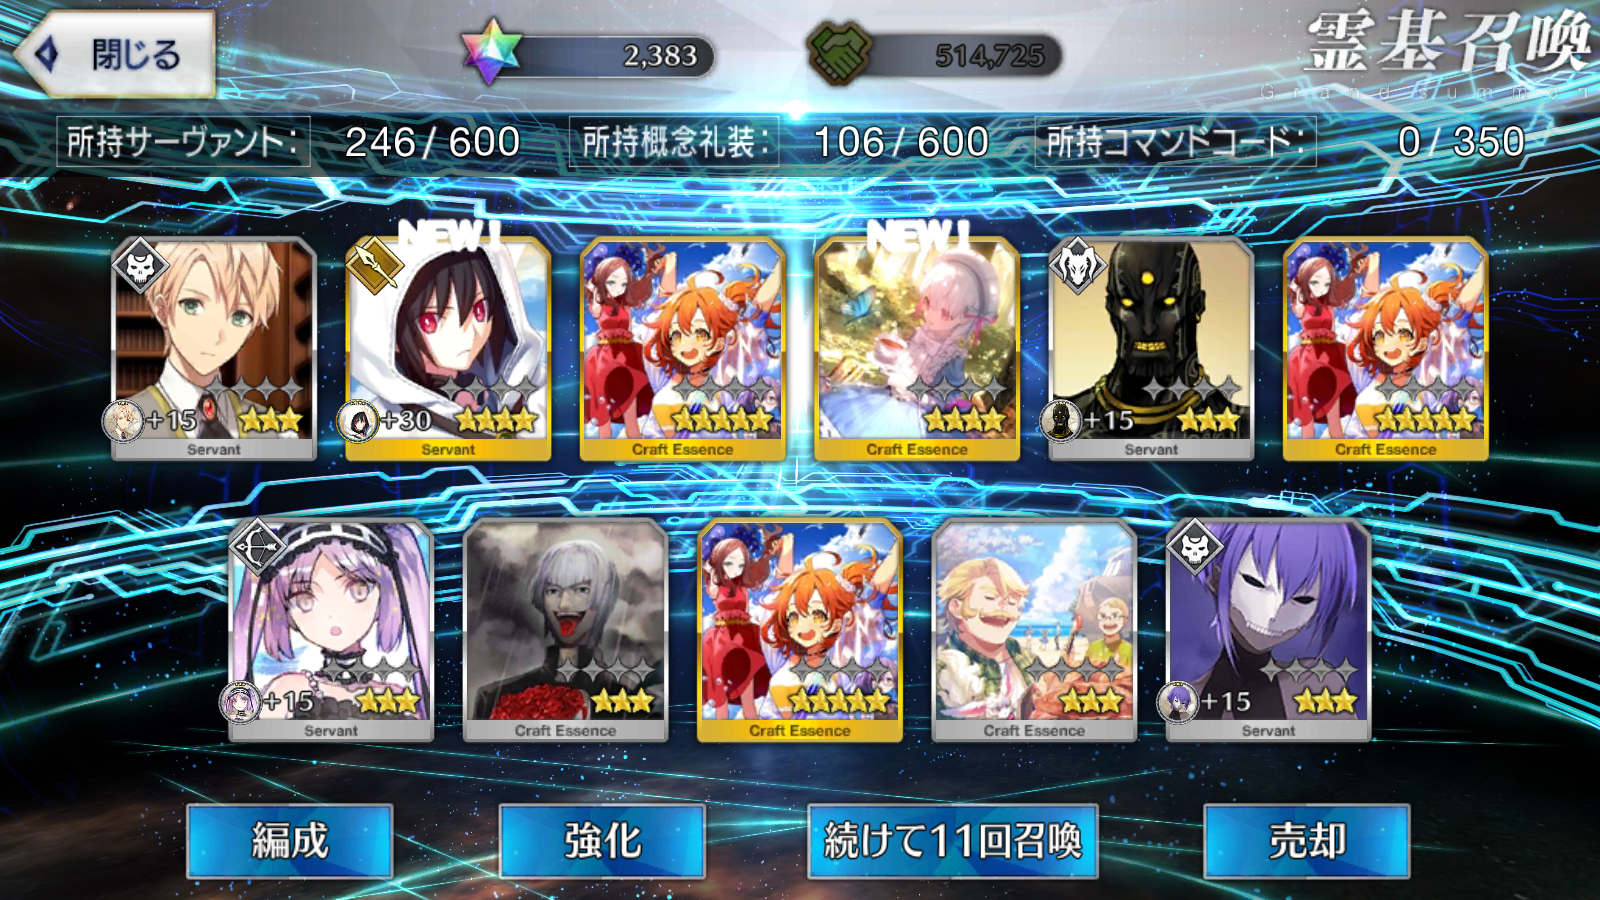 閉じる
2,383
514,725
霊基召喚
Grand summon
所持サーヴァント: 246 / 600
所持概念礼装: 106 / 600
所持コマンドコード: 0 / 350
NEW!
NEW!
+15
+30
+15
Servant
Servant
Craft Essence
Craft Essence
Servant
Craft Essence
+15
+15
Servant
Craft Essence
Craft Essence
Craft Essence
Servant
編成
強化
続けて11回召喚
売却